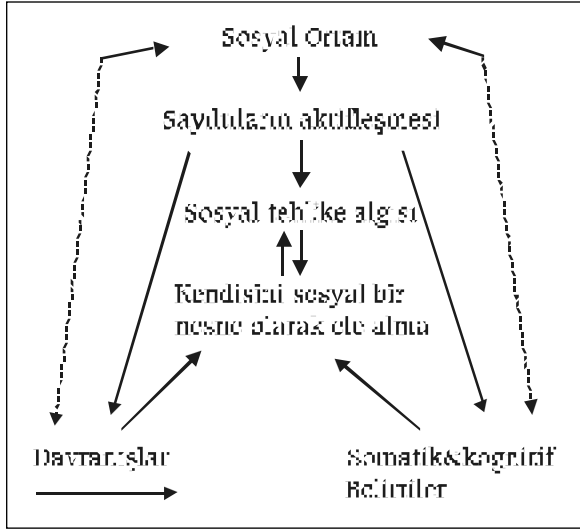 Sosyal Ortam
Sayıltıların aktifleşmesi
Sosyal tehlike algısı
Kendisini sosyal bir
nesne olarak ele alma
Davranışlar
Somatik&kognitif
Belirtiler